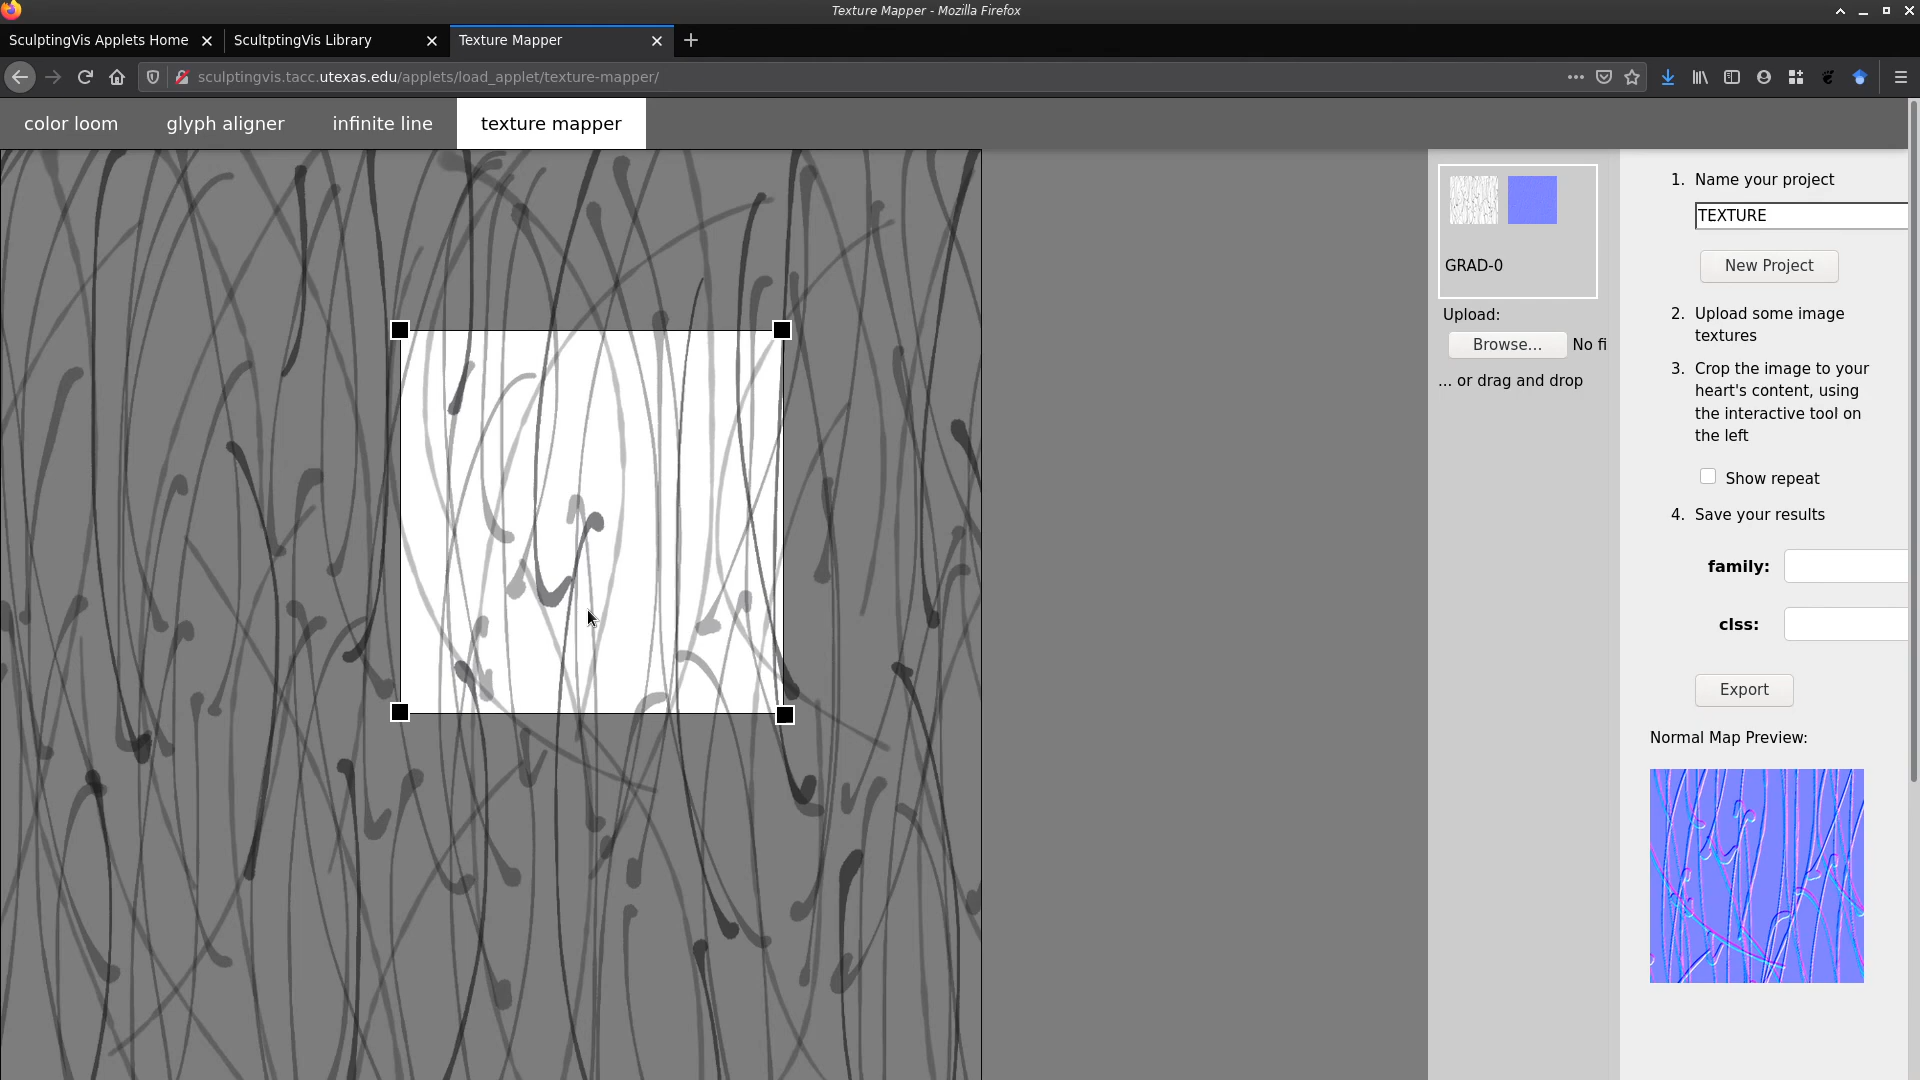 Texture Mapper - Mozilla Firefox
SculptingVis Applets Home
ScultptingVis Library
Texture Mapper
sculptingvis.tacc.utexas.edu/applets/load_applet/texture-mapper/
color loom
glyph aligner
infinite line
texture mapper
GRAD-0
Upload:
Browse... No fi
... or drag and drop
1. Name your project
TEXTURE
New Project
2. Upload some image
textures
3. Crop the image to your
heart's content, using
the interactive tool on
the left
Show repeat
4. Save your results
family:
clss:
Export
Normal Map Preview: